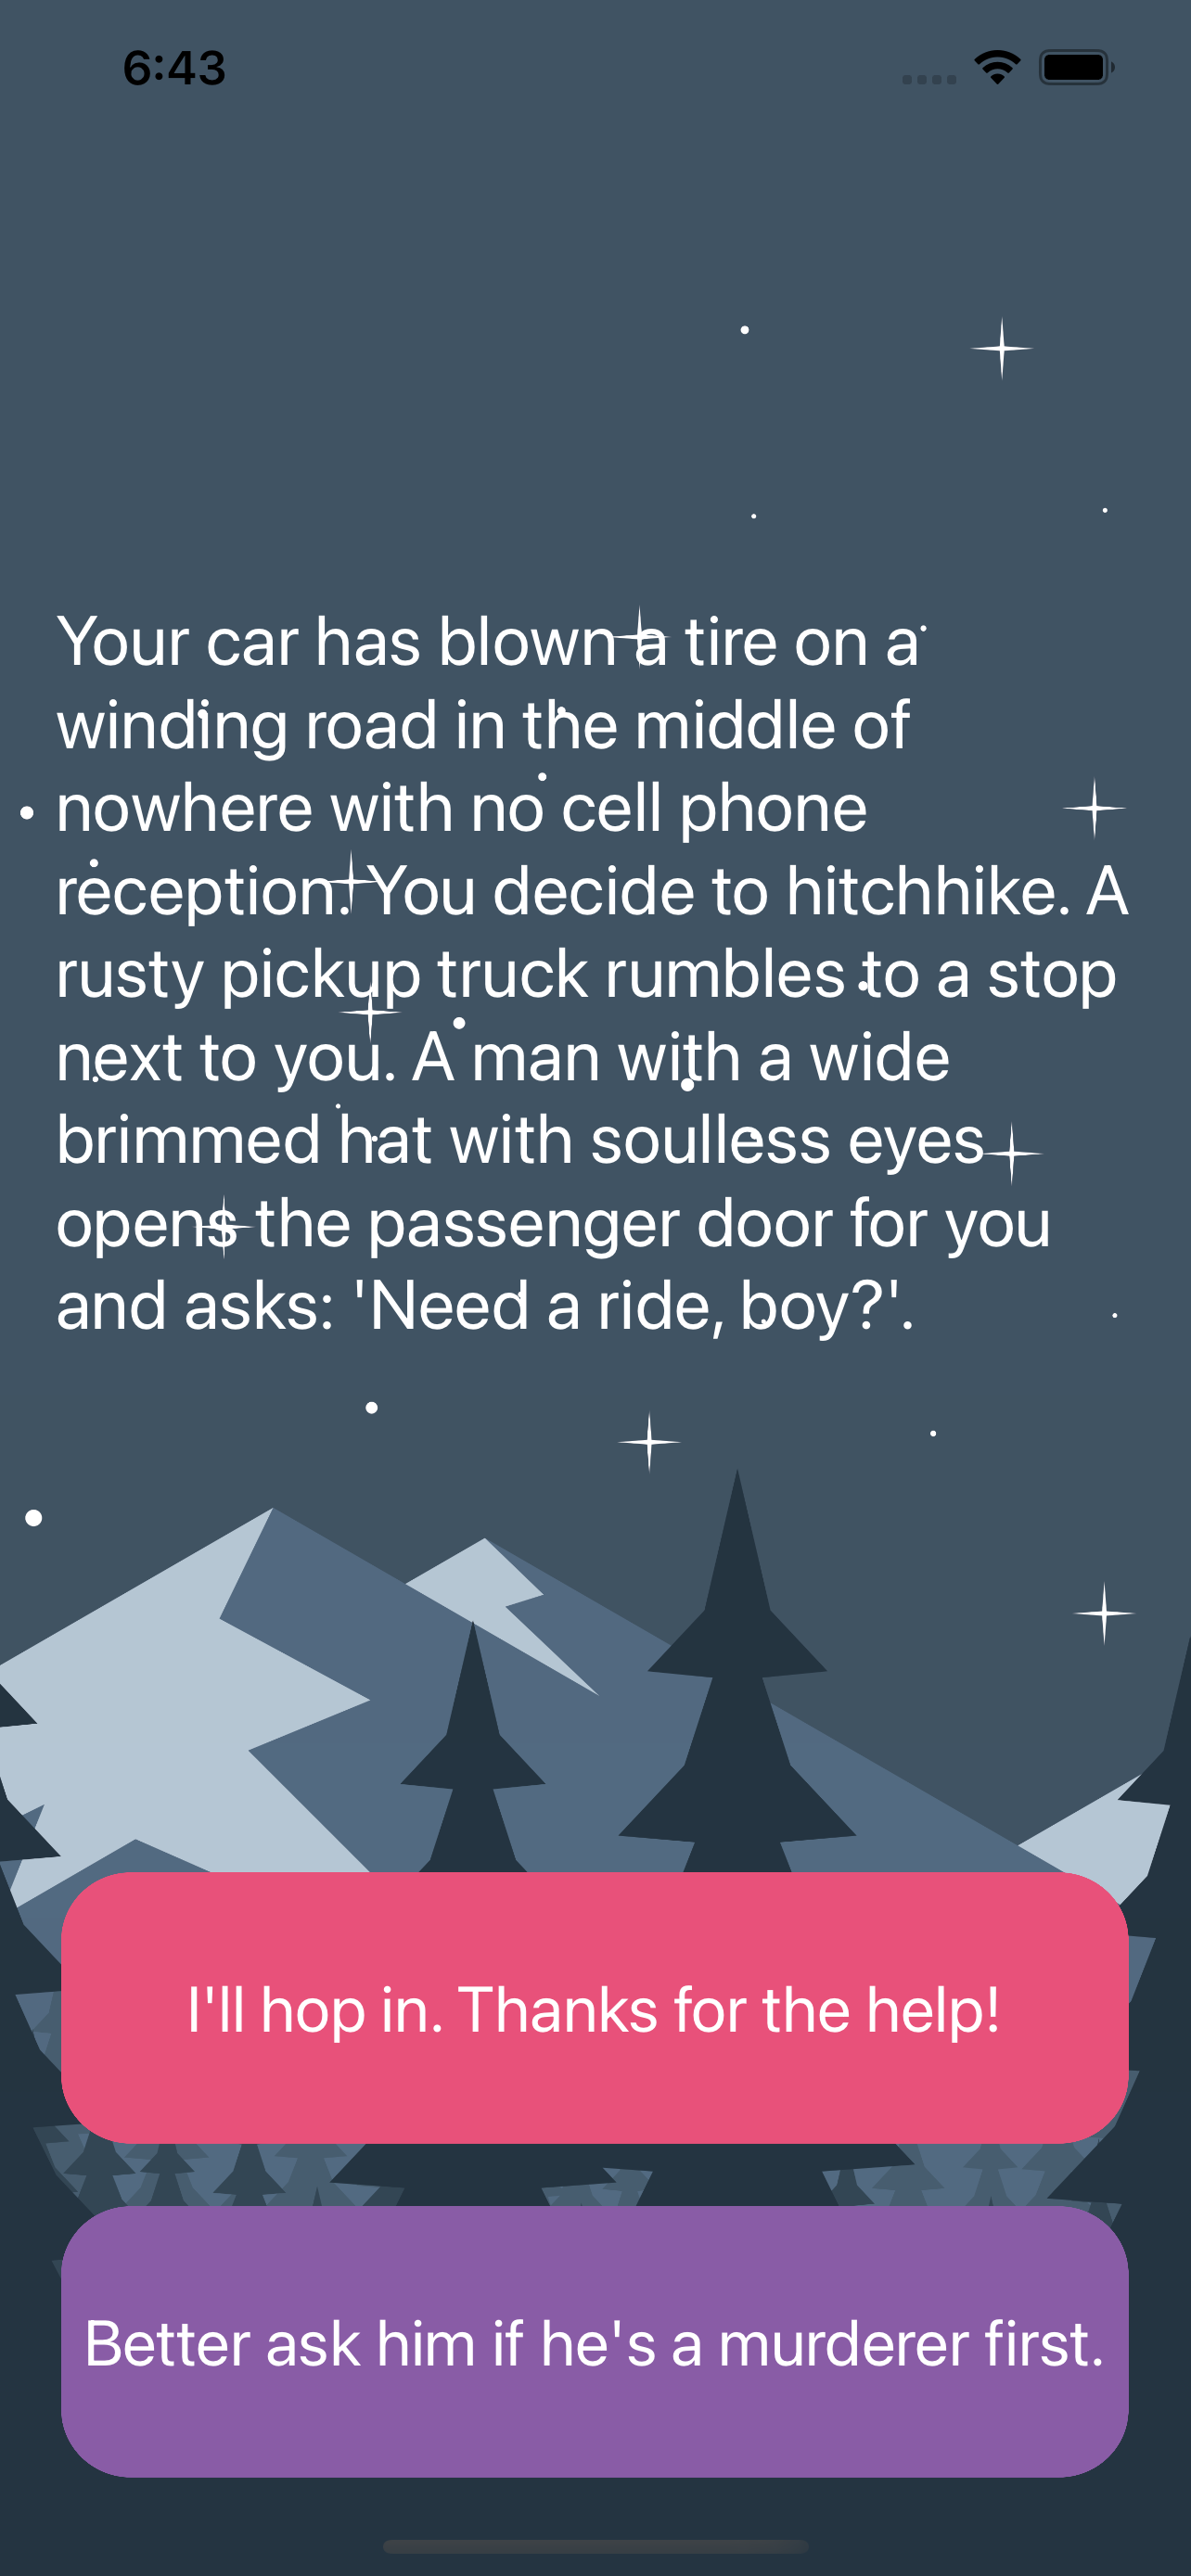 6:43
Your car has blown a tire on a
winding road in the middle of
nowhere with no cell phone
reception. You decide to hitchhike. A
rusty pickup truck rumbles to a stop
next to you. A man with a wide
brimmed hat with soulless eyes
opens the passenger door for you
and asks: 'Need a ride, boy?'.
I'll hop in. Thanks for the help!
Better ask him if he's a murderer first.